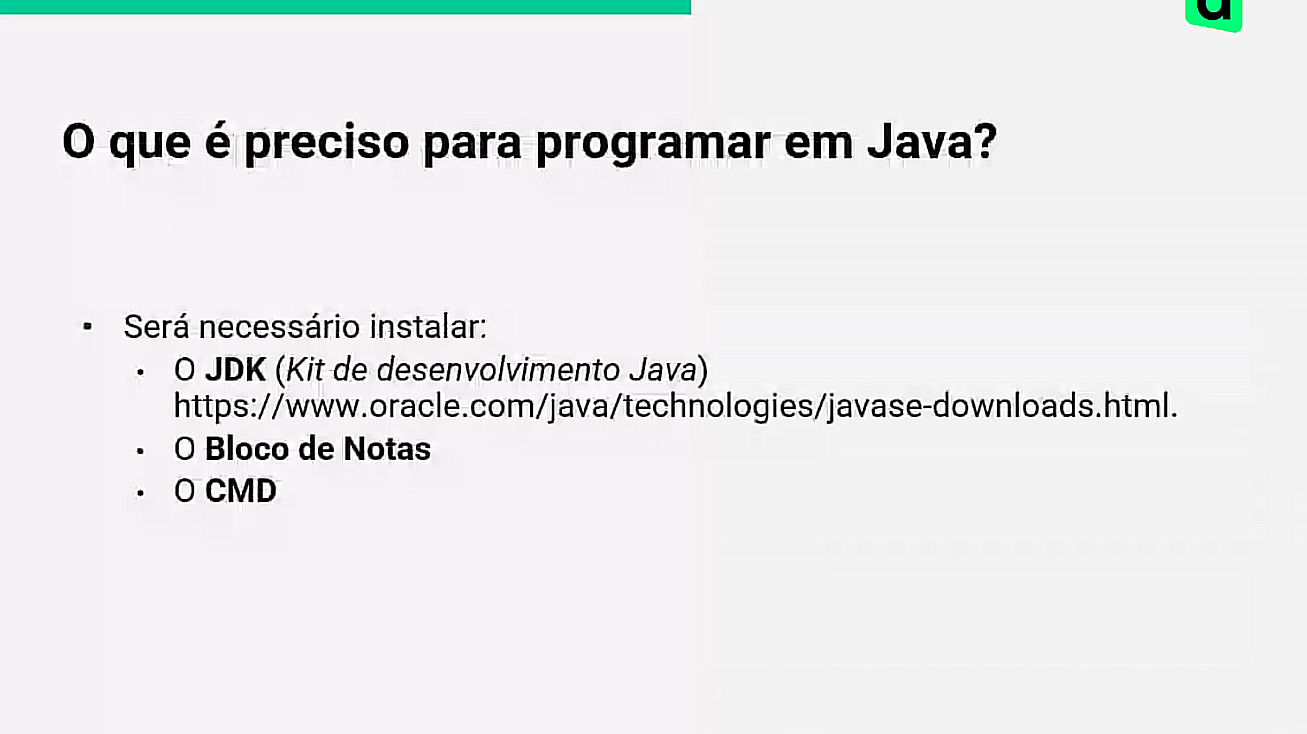 O que é preciso para programar em Java?
▪ Será necessário instalar:
• O JDK (Kit de desenvolvimento Java)
https://www.oracle.com/java/technologies/javase-downloads.html.
• O Bloco de Notas
• O CMD